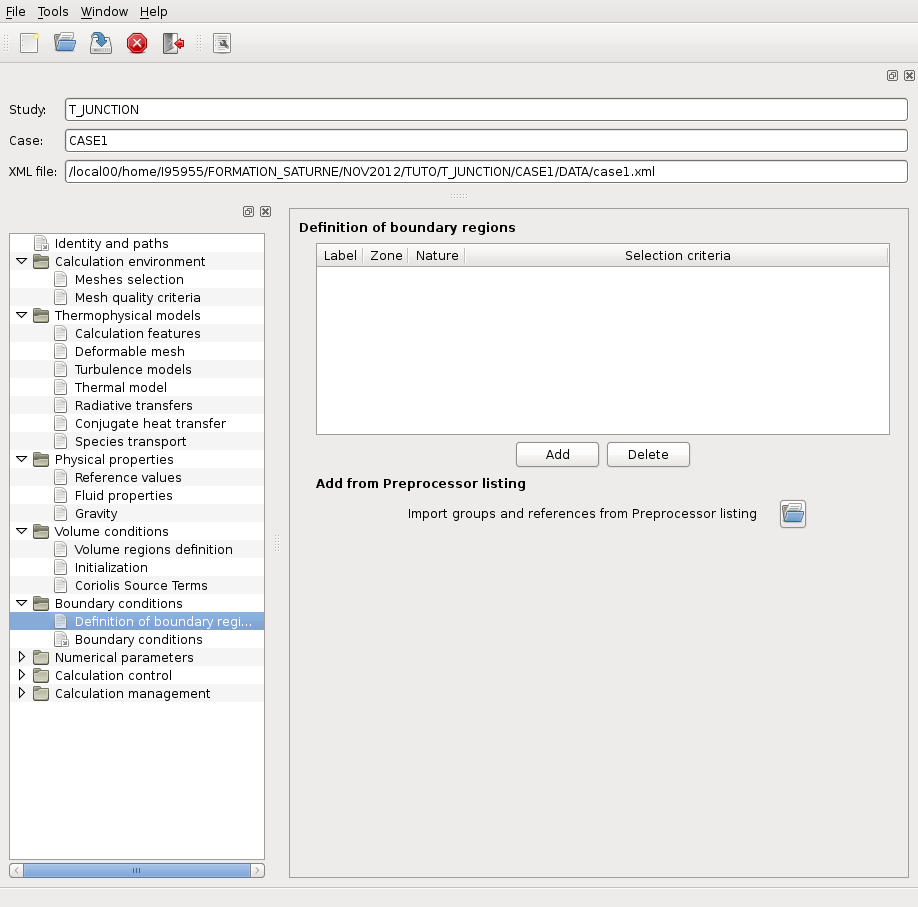 File Tools Window Help
Study: T_JUNCTION
Case: CASE1
XML file: /local00/home/I95955/FORMATION_SATURNE/NOV2012/TUTO/T_JUNCTION/CASE1/DATA/case1.xml
Identity and paths
Calculation environment
Meshes selection
Mesh quality criteria
Thermophysical models
Calculation features
Deformable mesh
Turbulence models
Thermal model
Radiative transfers
Conjugate heat transfer
Species transport
Physical properties
Reference values
Fluid properties
Gravity
Volume conditions
Volume regions definition
Initialization
Coriolis Source Terms
Boundary conditions
Definition of boundary regi...
Boundary conditions
Numerical parameters
Calculation control
Calculation management
Definition of boundary regions
Label Zone Nature Selection criteria
Add Delete
Add from Preprocessor listing
Import groups and references from Preprocessor listing